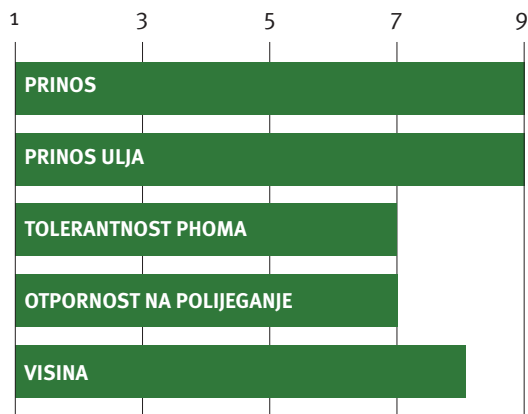 1 3 5 7 9
PRINOS
PRINOS ULJA
TOLERANTNOST PHOMA
OTPORNOST NA POLIJEGANJE
VISINA